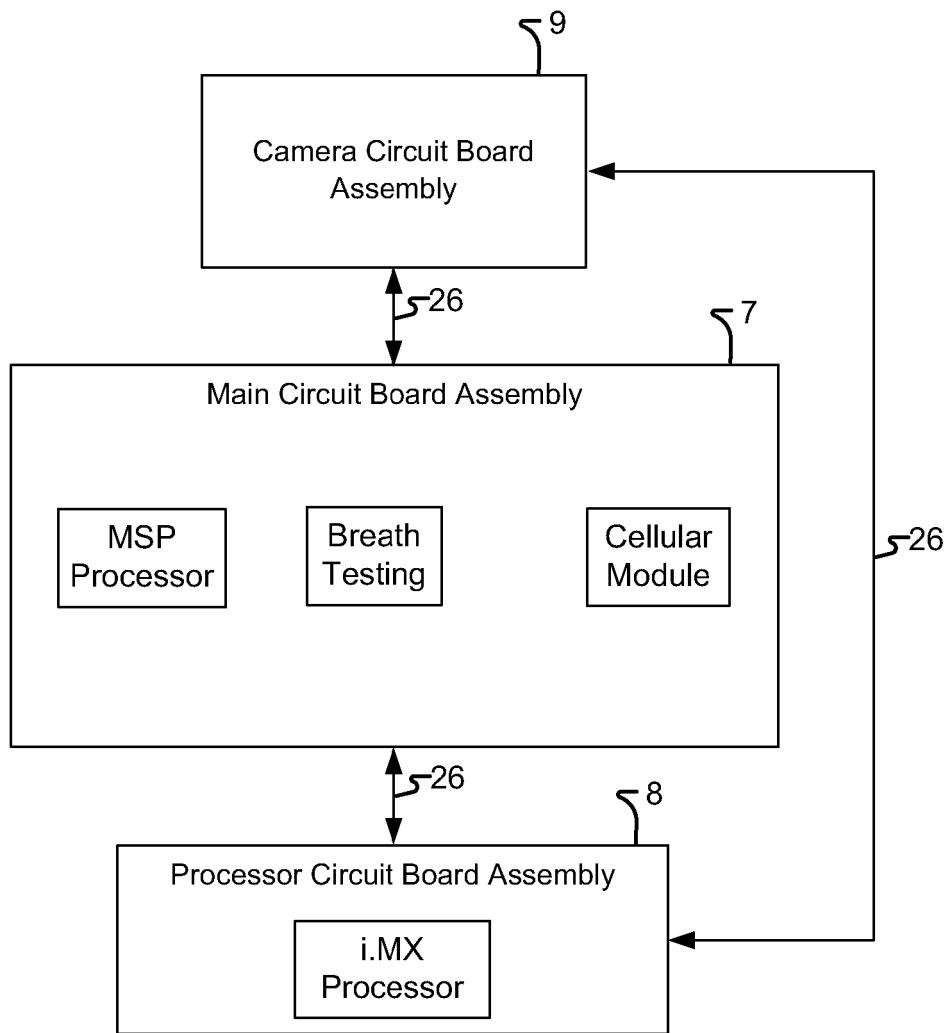 9
Camera Circuit Board
Assembly
26
7
Main Circuit Board Assembly
MSP
Processor
Breath
Testing
Cellular
Module
26
26
8
Processor Circuit Board Assembly
i.MX
Processor